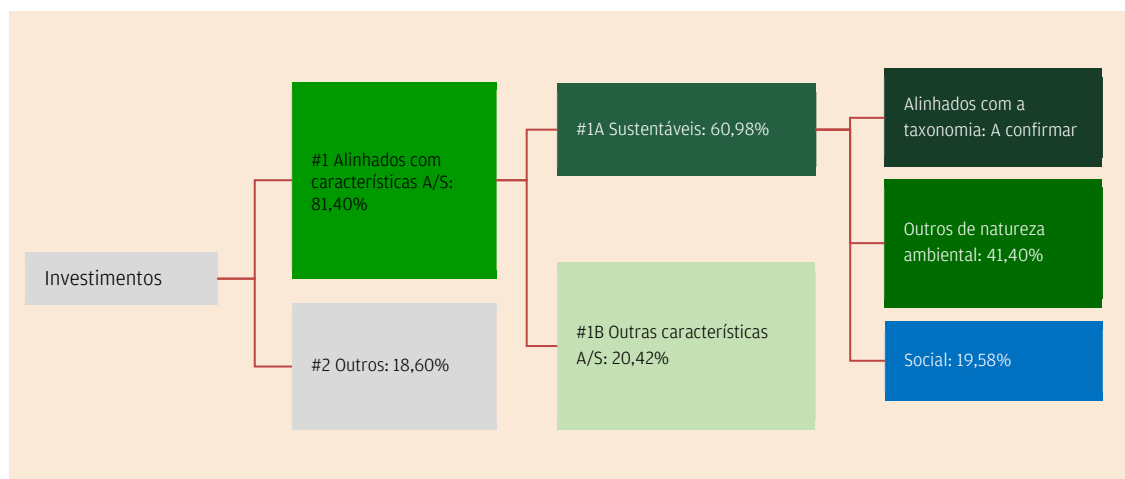 Investimentos
#1 Alinhados com
características A/S:
81,40%
#2 Outros: 18,60%
#1A Sustentáveis: 60,98%
#1B Outras características
A/S: 20,42%
Alinhados com a
taxonomia: A confirmar
Outros de natureza
ambiental: 41,40%
Social: 19,58%